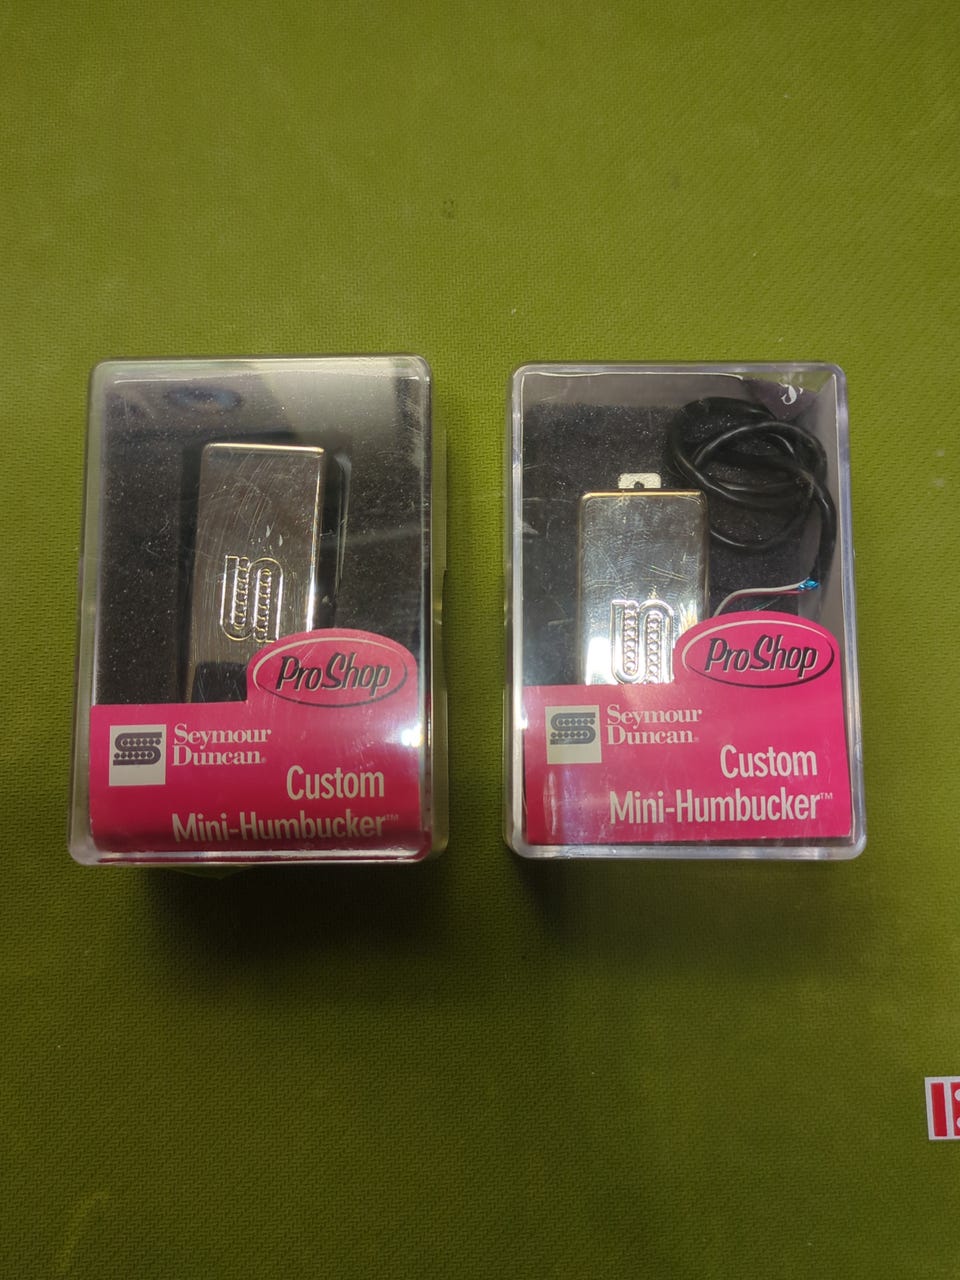 ProShop
Seymour
Duncan®
Custom
Mini-Humbucker™
ProShop
Seymour
Duncan®
Custom
Mini-Humbucker™